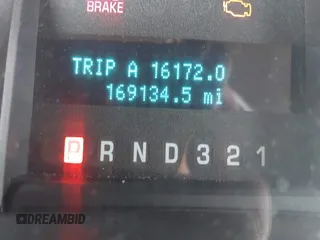 BRAKE
TRIP A 16172.0
169134.5 mi
P R N D 3 2 1
DREAMBID